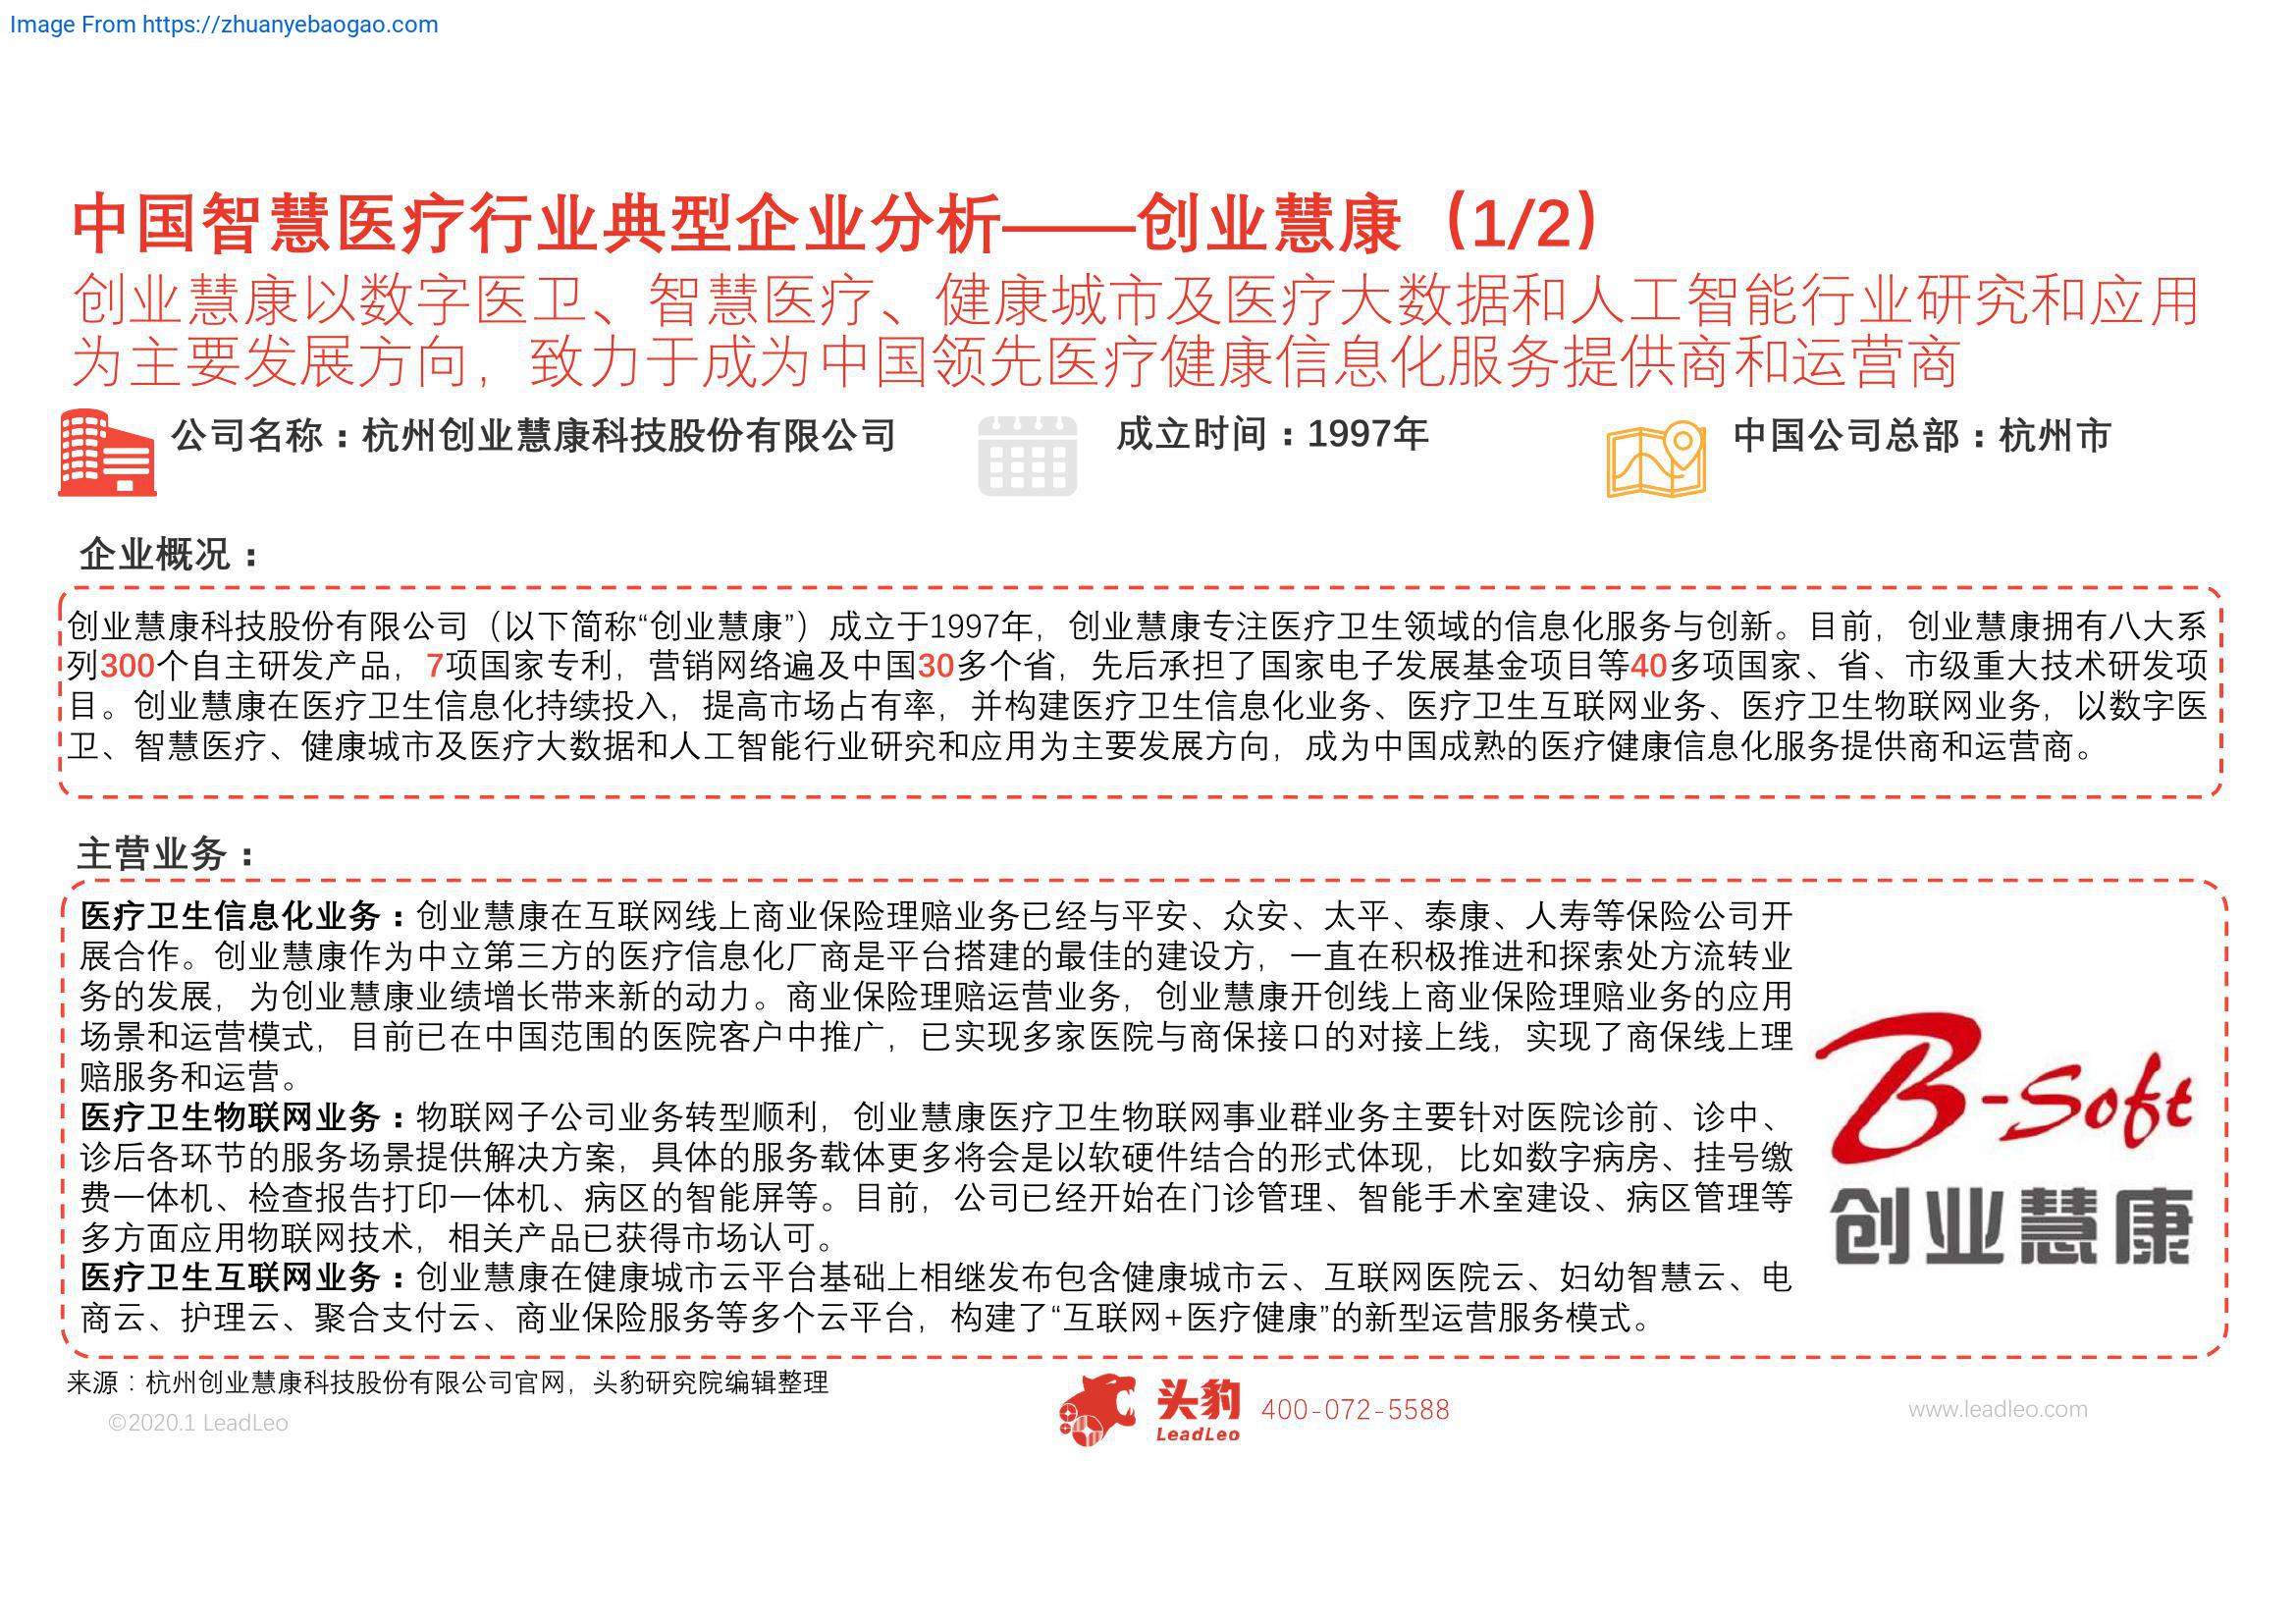 Image From https://zhuanyebaogao.com
中国智慧医疗行业典型企业分析——创业慧康（1/2）
创业慧康以数字医卫、智慧医疗、健康城市及医疗大数据和人工智能行业研究和应用
为主要发展方向，致力于成为中国领先医疗健康信息化服务提供商和运营商
公司名称：杭州创业慧康科技股份有限公司
成立时间：1997年
中国公司总部：杭州市
企业概况：
创业慧康科技股份有限公司（以下简称“创业慧康”）成立于1997年，创业慧康专注医疗卫生领域的信息化服务与创新。目前，创业慧康拥有八大系
列300个自主研发产品，7项国家专利，营销网络遍及中国30多个省，先后承担了国家电子发展基金项目等40多项国家、省、市级重大技术研发项
目。创业慧康在医疗卫生信息化持续投入，提高市场占有率，并构建医疗卫生信息化业务、医疗卫生互联网业务、医疗卫生物联网业务，以数字医
卫、智慧医疗、健康城市及医疗大数据和人工智能行业研究和应用为主要发展方向，成为中国成熟的医疗健康信息化服务提供商和运营商。
主营业务：
医疗卫生信息化业务：创业慧康在互联网线上商业保险理赔业务已经与平安、众安、太平、泰康、人寿等保险公司开
展合作。创业慧康作为中立第三方的医疗信息化厂商是平台搭建的最佳的建设方，一直在积极推进和探索处方流转业
务的发展，为创业慧康业绩增长带来新的动力。商业保险理赔运营业务，创业慧康开创线上商业保险理赔业务的应用
场景和运营模式，目前已在中国范围的医院客户中推广，已实现多家医院与商保接口的对接上线，实现了商保线上理
赔服务和运营。
医疗卫生物联网业务：物联网子公司业务转型顺利，创业慧康医疗卫生物联网事业群业务主要针对医院诊前、诊中、
诊后各环节的服务场景提供解决方案，具体的服务载体更多将会是以软硬件结合的形式体现，比如数字病房、挂号缴
费一体机、检查报告打印一体机、病区的智能屏等。目前，公司已经开始在门诊管理、智能手术室建设、病区管理等
多方面应用物联网技术，相关产品已获得市场认可。
医疗卫生互联网业务：创业慧康在健康城市云平台基础上相继发布包含健康城市云、互联网医院云、妇幼智慧云、电
商云、护理云、聚合支付云、商业保险服务等多个云平台，构建了“互联网+医疗健康”的新型运营服务模式。
B-Soft
创业慧康
来源：杭州创业慧康科技股份有限公司官网，头豹研究院编辑整理
©2020.1 LeadLeo
头豹
LeadLeo
400-072-5588
www.leadleo.com